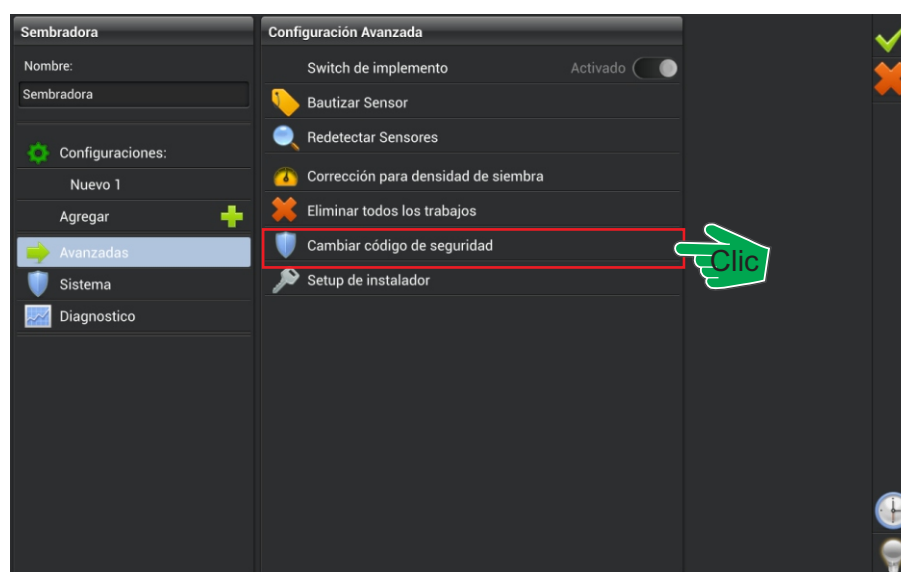 Sembradora
Nombre:
Sembradora
Configuraciones:
Nuevo 1
Agregar
Avanzadas
Sistema
Diagnostico
Configuración Avanzada
Switch de implemento Activado
Bautizar Sensor
Redetectar Sensores
Corrección para densidad de siembra
Eliminar todos los trabajos
Cambiar código de seguridad
Clic
Setup de instalador